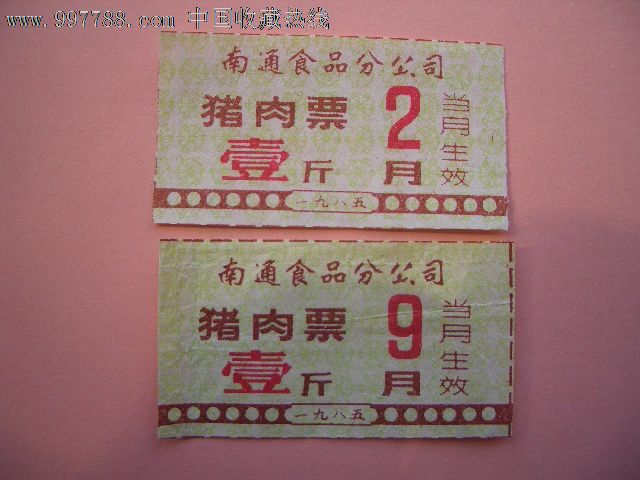 www.997788.com 中国收藏热线
南通食品分公司
猪肉票
壹斤
2月
当月生效
一九八五
南通食品分公司
猪肉票
壹斤
9月
当月生效
一九八五